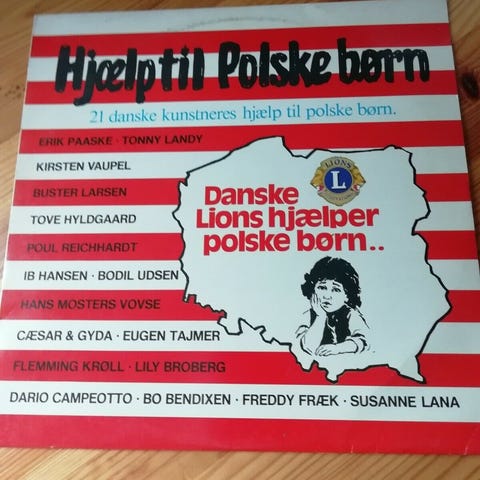 Hjælp til Polske børn
21 danske kunstneres hjælp til polske børn.
ERIK PAASKE · TONNY LANDY
KIRSTEN VAUPEL
BUSTER LARSEN
TOVE HYLDGAARD
POUL REICHHARDT
IB HANSEN · BODIL UDSEN
HANS MOSTERS VOVSE
CÆSAR & GYDA · EUGEN TAJMER
FLEMMING KRØLL · LILY BROBERG
DARIO CAMPEOTTO · BO BENDIXEN · FREDDY FRÆK · SUSANNE LANA
LIONS
L
Danske
Lions hjælper
polske børn..